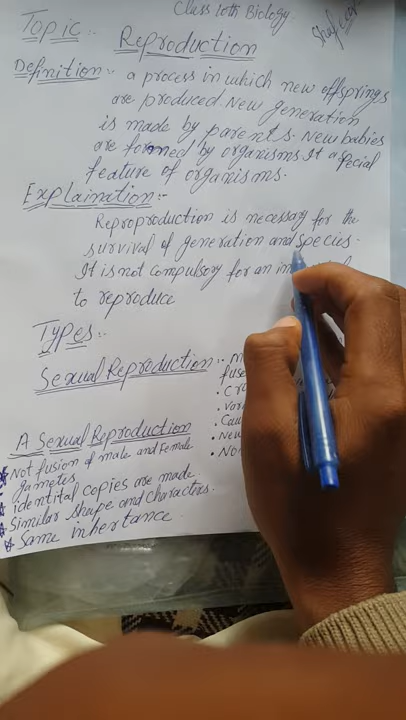 Class 10th Biology
Topic:-
Reproduction
Definition:- a process in which new offsprings
are produced. New generation
is made by parents. New babies
are formed by organisms. It a special
feature of organisms.
Explaination:-
Reproproduction is necessary for the
survival of generation and species.
It is not compulsory for an
to reproduce
Types:-
Sexual Reproduction:-
fuse
A Sexual Reproduction
Not fusion of male and Female
gametes
identital copies are made
Similar shape and characters.
Same inheritance.